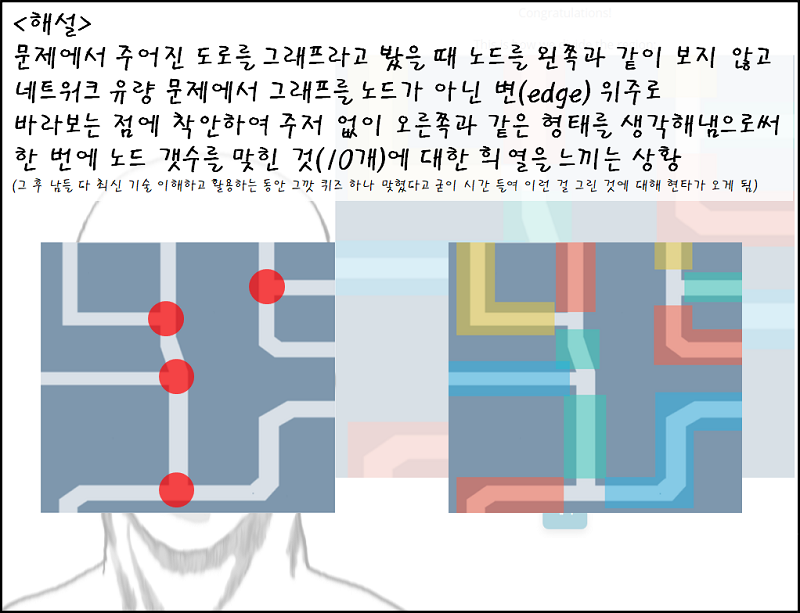 Congratulations!
<해설>
문제에서 주어진 도로를 그래프라고 봤을 때 노드를 왼쪽과 같이 보지 않고
네트워크 유량 문제에서 그래프를 노드가 아닌 변(edge) 위주로
바라보는 점에 착안하여 주저 없이 오른쪽과 같은 형태를 생각해냄으로써
한 번에 노드 갯수를 맞힌 것(10개)에 대한 희열을 느끼는 상황
(그 후 남들 다 최신 기술 이해하고 활용하는 동안 그깟 퀴즈 하나 맞혔다고 굳이 시간 들여 이런 걸 그린 것에 대해 현타가 오게 됨)